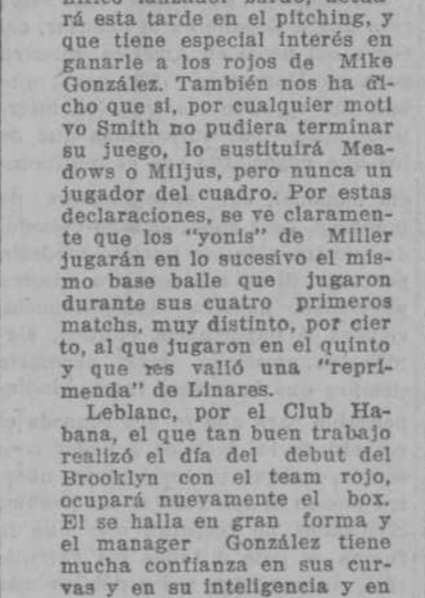 rá esta tarde en el pitching, y
que tiene especial interés en
ganarle a los rojos de Mike
González. También nos ha di-
cho que si, por cualquier moti
vo Smith no pudiera terminar
su juego, lo sustituirá Mea-
dows o Miljus, pero nunca un
jugador del cuadro. Por estas
declaraciones, se ve claramen-
te que los "yonis" de Miller
jugarán en lo sucesivo el mis-
mo base balle que jugaron
durante sus cuatro primeros
matchs, muy distinto, por cier
to, al que jugaron en el quinto
y que les valió una "repri-
menda" de Linares.
Leblanc, por el Club Ha-
bana, el que tan buen trabajo
realizó el día del debut del
Brooklyn con el team rojo,
ocupará nuevamente el box.
El se halla en gran forma y
el manager González tiene
mucha confianza en sus cur-
vas y en su inteligencia y en